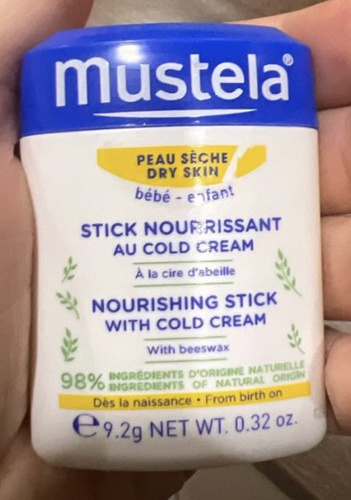 mustela®
PEAU SÈCHE
DRY SKIN
bébé - enfant
STICK NOURRISSANT
AU COLD CREAM
À la cire d'abeille
NOURISHING STICK
WITH COLD CREAM
With beeswax
98% INGRÉDIENTS D'ORIGINE NATURELLE
INGREDIENTS OF NATURAL ORIGIN
Dès la naissance • From birth on
℮ 9.2g NET WT. 0.32 oz.